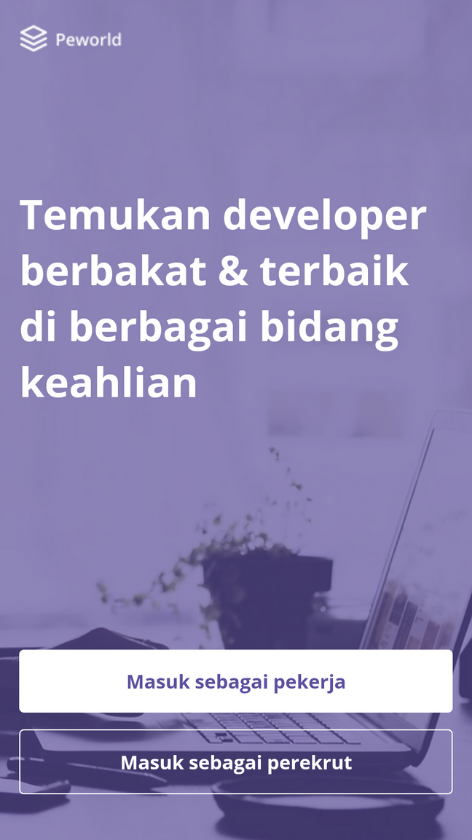 Peworld
Temukan developer
berbakat & terbaik
di berbagai bidang
keahlian
Masuk sebagai pekerja
Masuk sebagai perekrut